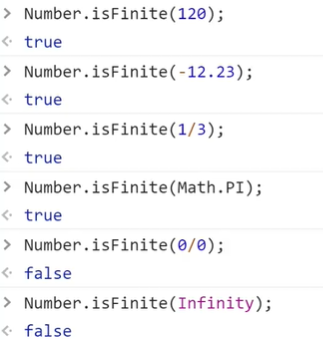 > Number.isFinite(120);
<· true
> Number.isFinite(-12.23);
<· true
> Number.isFinite(1/3);
<· true
> Number.isFinite(Math.PI);
<· true
> Number.isFinite(0/0);
<· false
> Number.isFinite(Infinity);
<· false